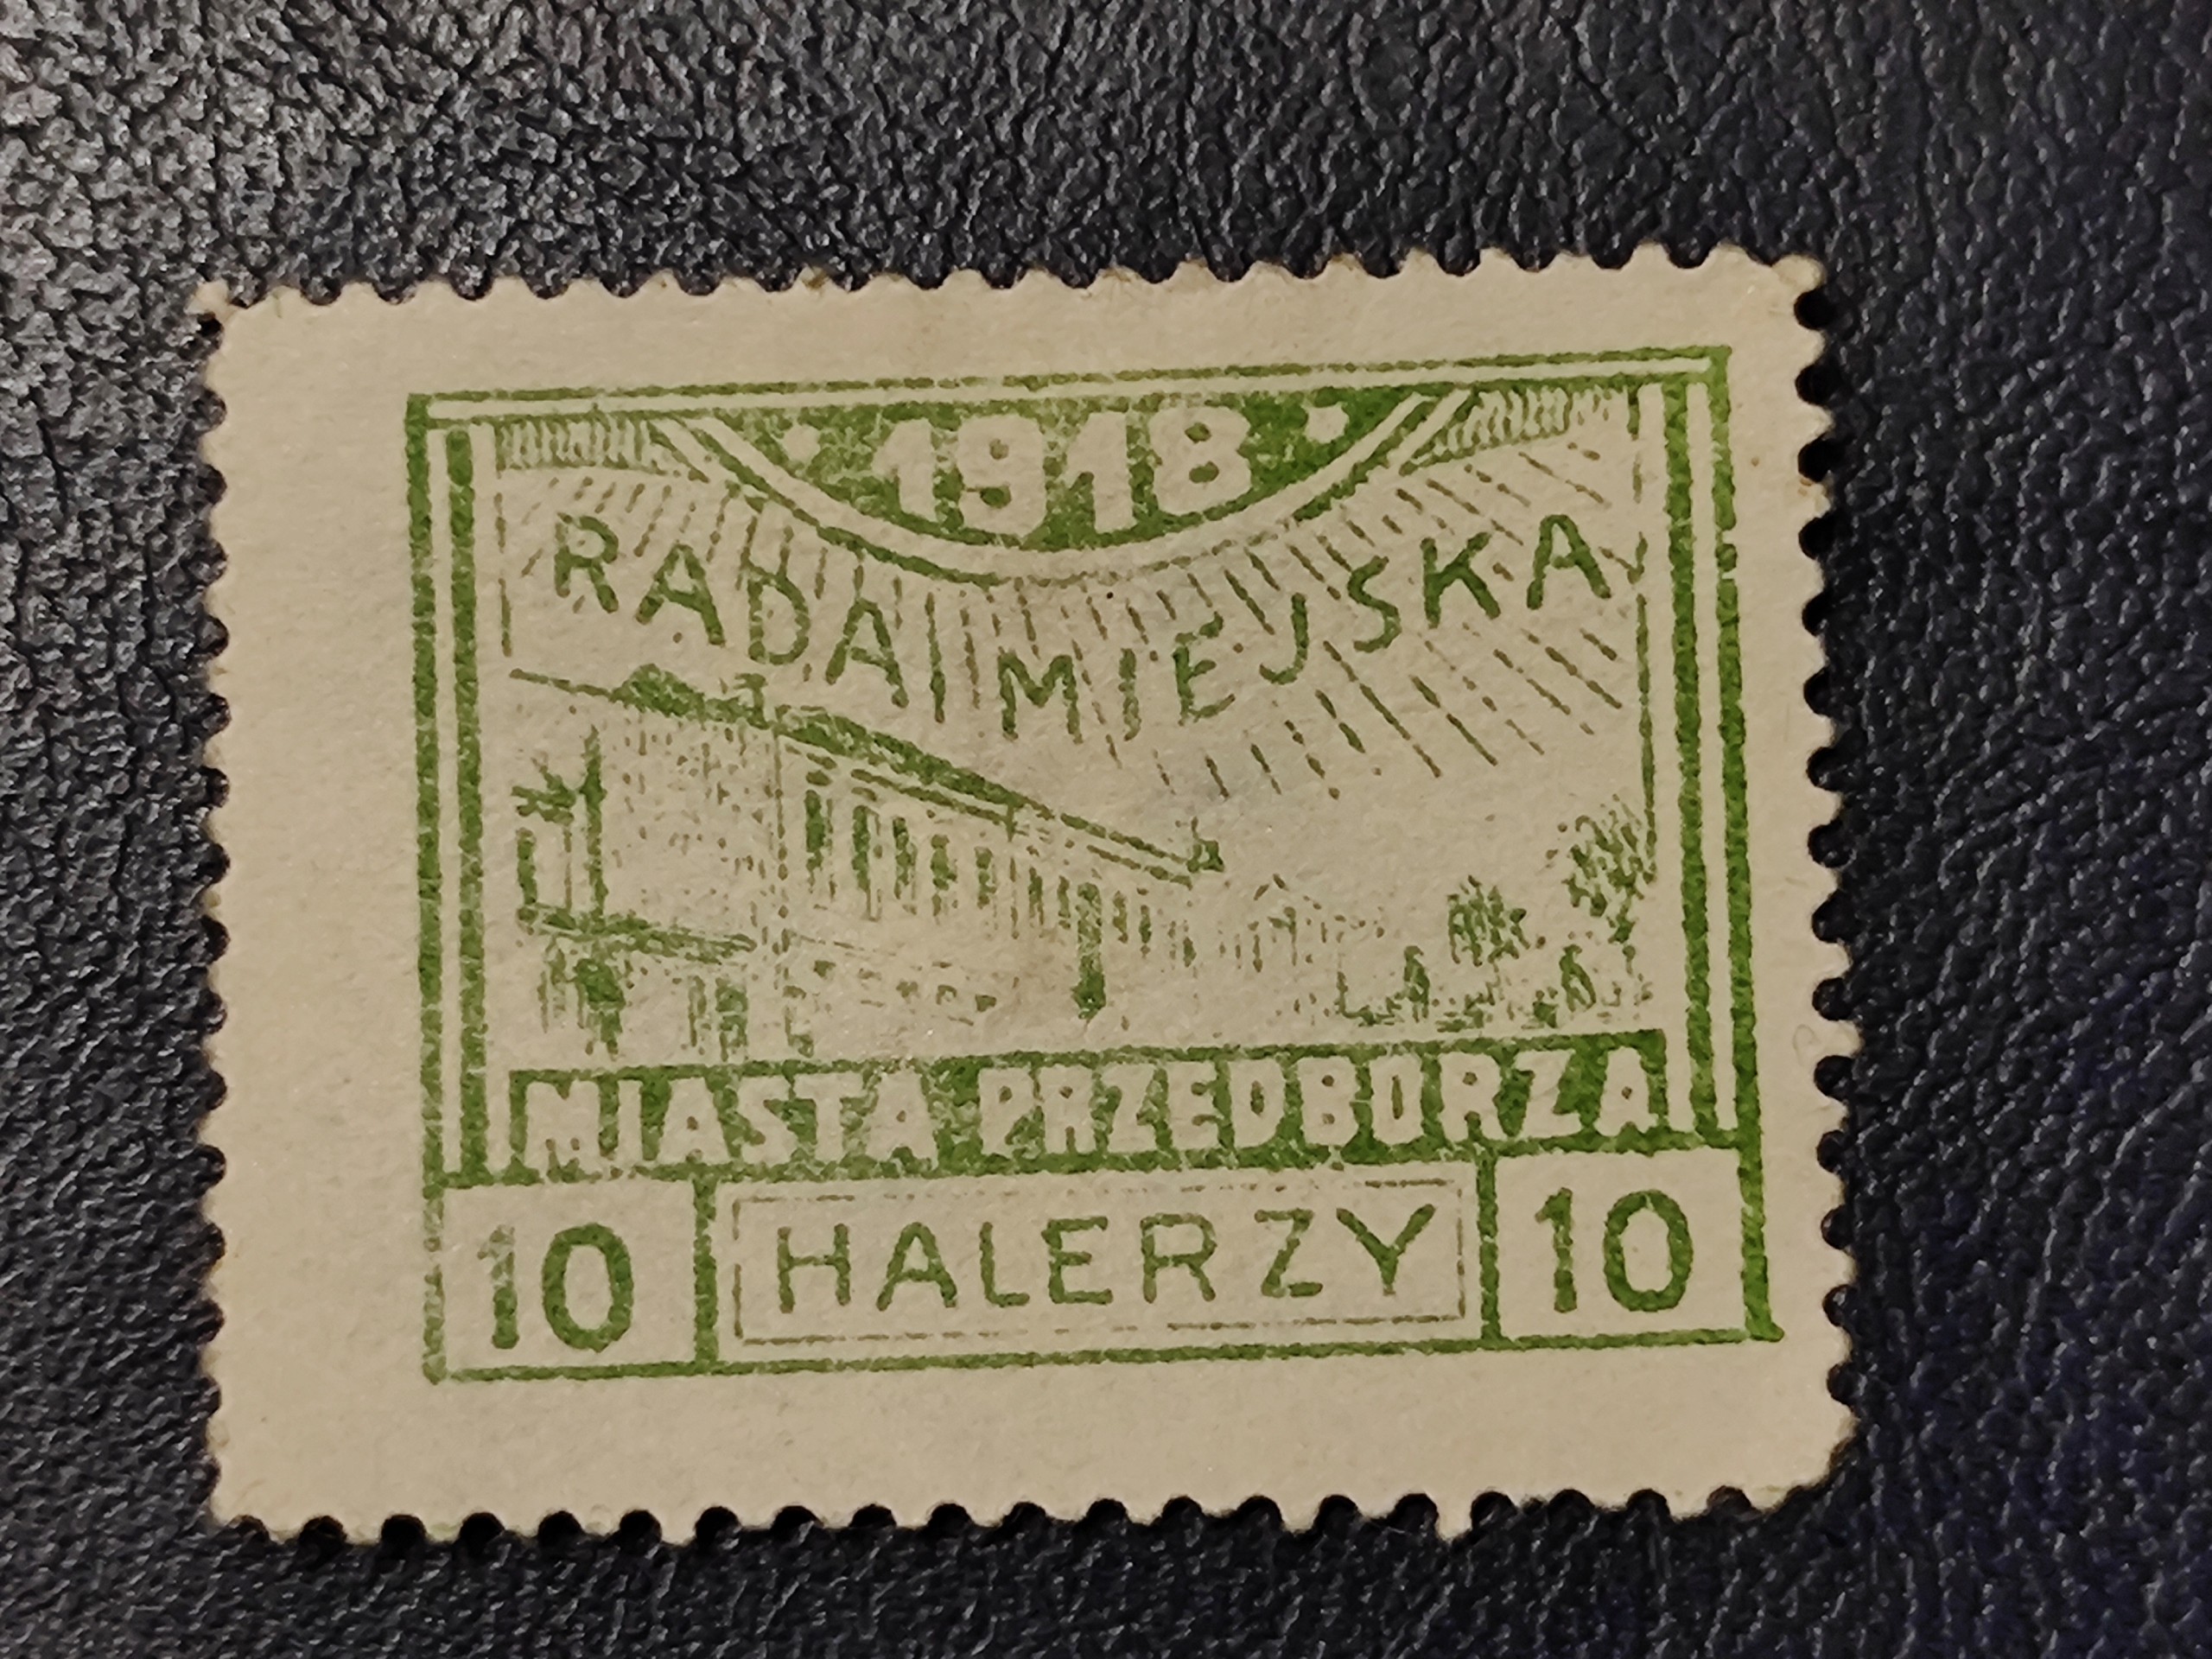 1918
RADA MIEJSKA
MIASTA PRZEDBORZA
10 HALERZY 10